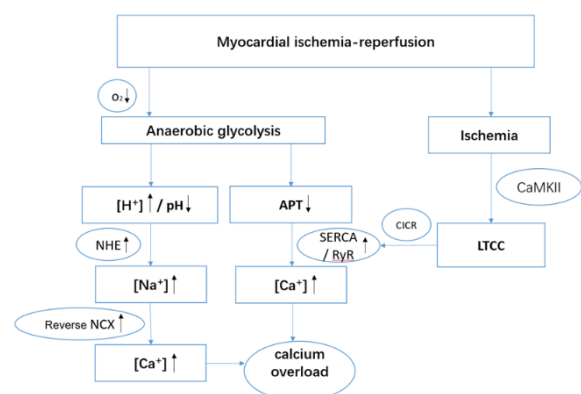 Myocardial ischemia-reperfusion
O₂↓
Anaerobic glycolysis
Ischemia
CaMKII
[H⁺]↑ / pH↓
APT↓
CICR
SERCA ↑
/ RyR
LTCC
NHE↑
[Na⁺]↑
[Ca⁺]↑
Reverse NCX↑
[Ca⁺]↑
calcium
overload